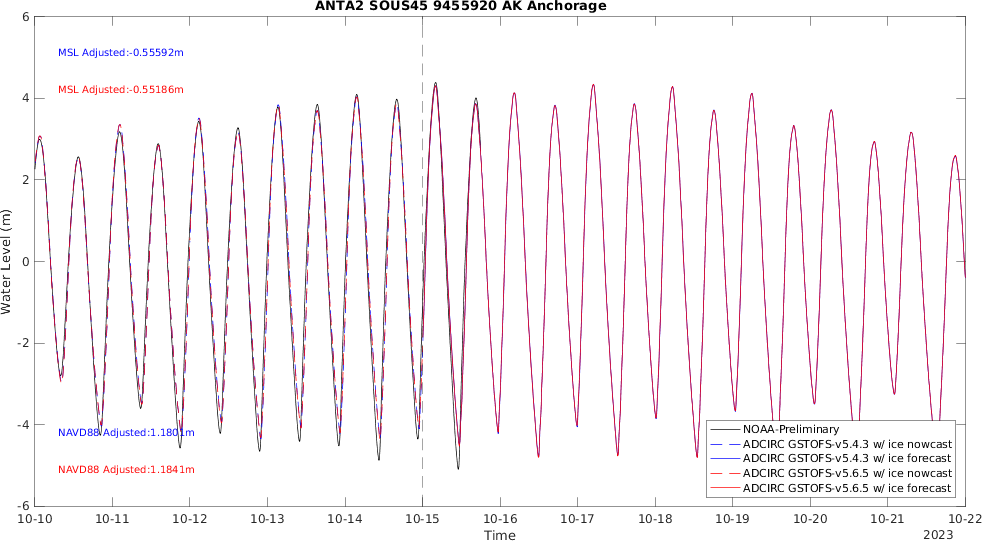 ANTA2 SOUS45 9455920 AK Anchorage
6
MSL Adjusted:-0.55592m
MSL Adjusted:-0.55186m
4
2
0
-2
-4
-6
Water Level (m)
NAVD88 Adjusted:1.1801m
NAVD88 Adjusted:1.1841m
NOAA-Preliminary
ADCIRC GSTOFS-v5.4.3 w/ ice nowcast
ADCIRC GSTOFS-v5.4.3 w/ ice forecast
ADCIRC GSTOFS-v5.6.5 w/ ice nowcast
ADCIRC GSTOFS-v5.6.5 w/ ice forecast
10-10 10-11 10-12 10-13 10-14 10-15 10-16 10-17 10-18 10-19 10-20 10-21 10-22
Time
2023